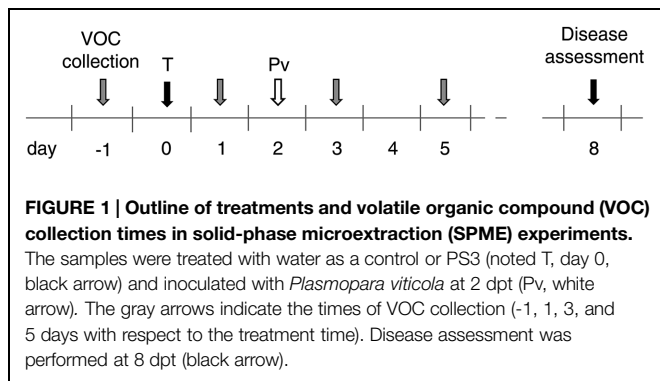 VOC
collection T Pv Disease
assessment
day -1 0 1 2 3 4 5 8
FIGURE 1 | Outline of treatments and volatile organic compound (VOC)
collection times in solid-phase microextraction (SPME) experiments.
The samples were treated with water as a control or PS3 (noted T, day 0,
black arrow) and inoculated with Plasmopara viticola at 2 dpt (Pv, white
arrow). The gray arrows indicate the times of VOC collection (-1, 1, 3, and
5 days with respect to the treatment time). Disease assessment was
performed at 8 dpt (black arrow).